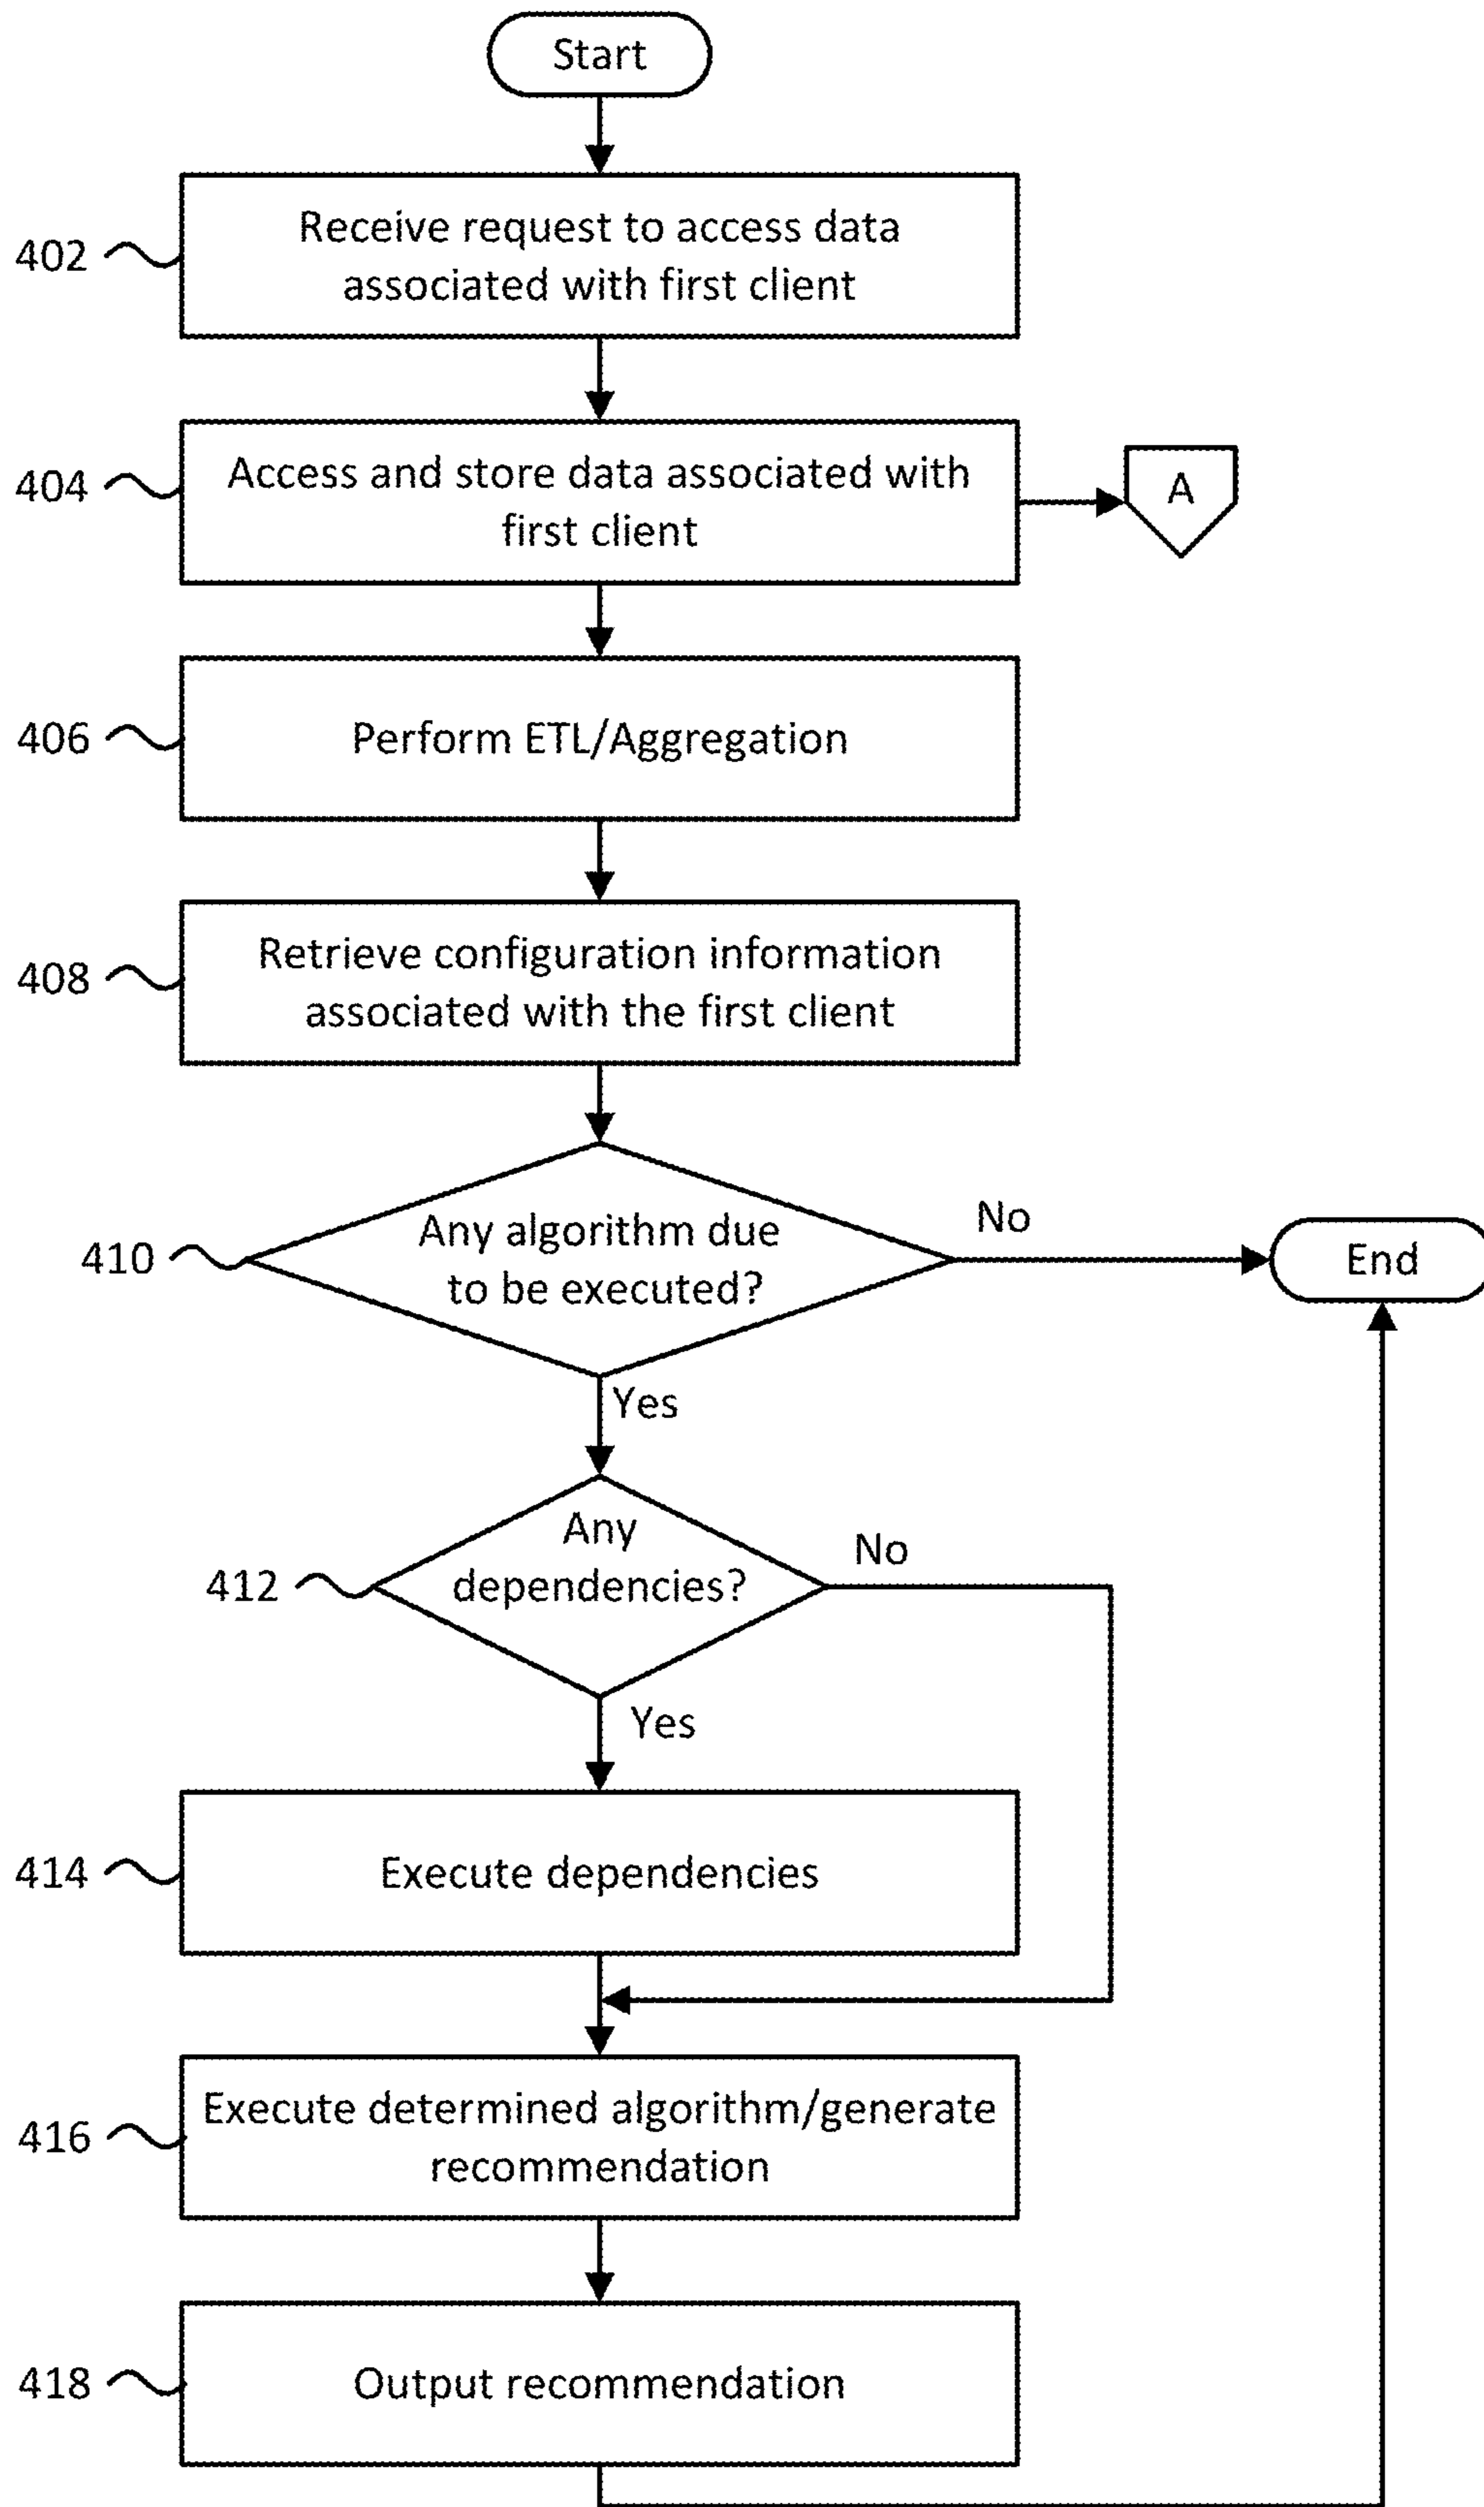 Start
402
Receive request to access data
associated with first client
404
Access and store data associated with
first client
A
406
Perform ETL/Aggregation
408
Retrieve configuration information
associated with the first client
410
Any algorithm due
to be executed?
No
End
Yes
412
Any
dependencies?
No
Yes
414
Execute dependencies
416
Execute determined algorithm/generate
recommendation
418
Output recommendation